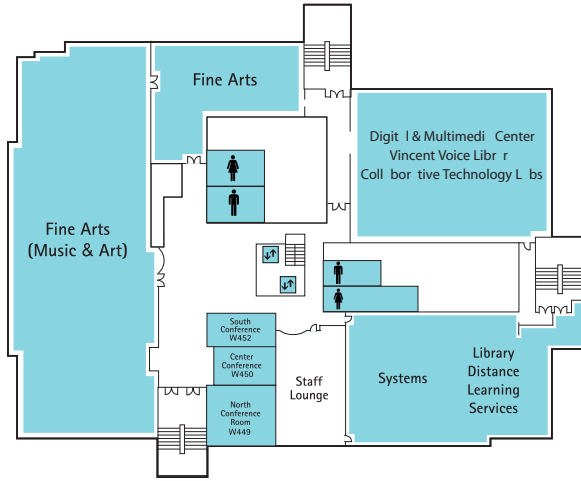 Fine Arts
Digit l & Multimedi Center
Vincent Voice Libr r
Coll bor tive Technology L bs
Fine Arts
(Music & Art)
South
Conference
W452
Center
Conference
W450
North
Conference
Room
W449
Staff
Lounge
Systems
Library
Distance
Learning
Services